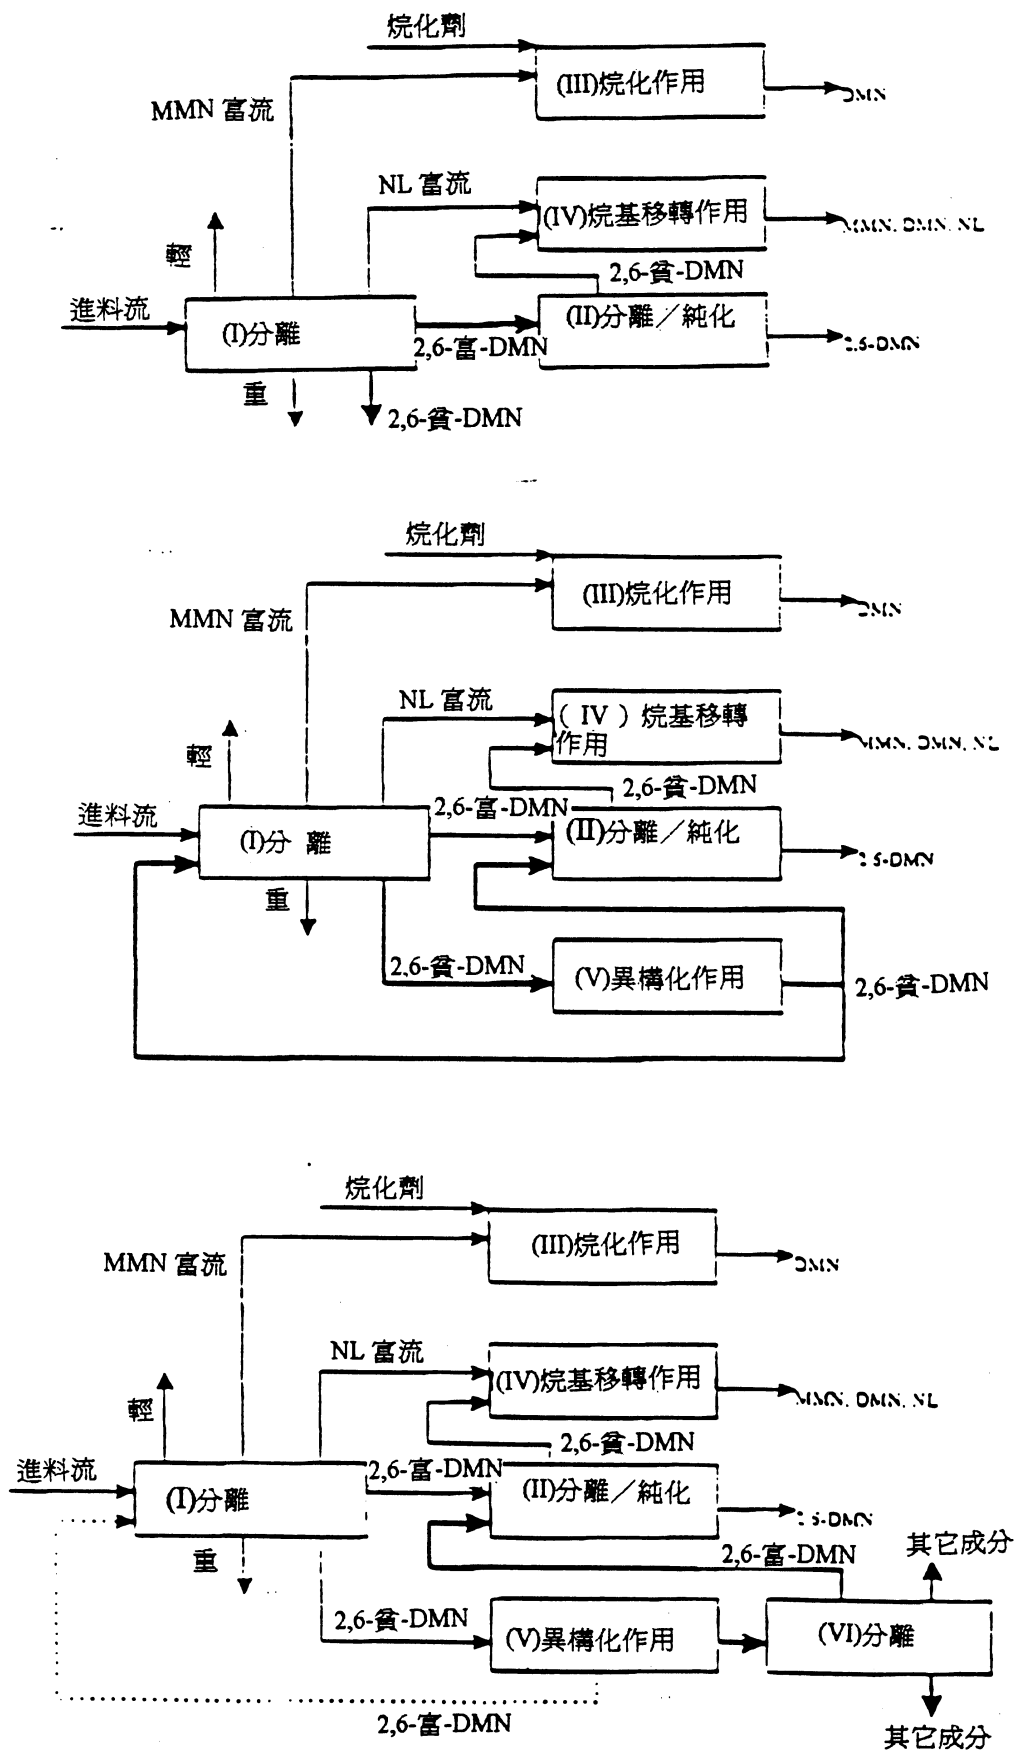 烷化劑
(III)烷化作用
MMN 富流
DMN
NL 富流
(IV)烷基移轉作用
MMN, DMN, NL
輕
2,6-貧-DMN
進料流
(I)分離
(II)分離／純化
2,6-富-DMN
重
2,6-貧-DMN
烷化劑
(III)烷化作用
MMN 富流
DMN
NL 富流
( IV ) 烷基移轉
作用
MMN, DMN, NL
輕
2,6-貧-DMN
2,6-富-DMN
進料流
(I)分 離
(II)分離／純化
重
2,6-貧-DMN
(V)異構化作用
2,6-貧-DMN
烷化劑
(III)烷化作用
MMN 富流
DMN
NL 富流
(IV)烷基移轉作用
MMN, DMN, NL
輕
2,6-貧-DMN
進料流
2,6-富-DMN
(I)分離
(II)分離／純化
重
2,6-富-DMN
其它成分
2,6-貧-DMN
(V)異構化作用
(VI)分離
2,6-富-DMN
其它成分